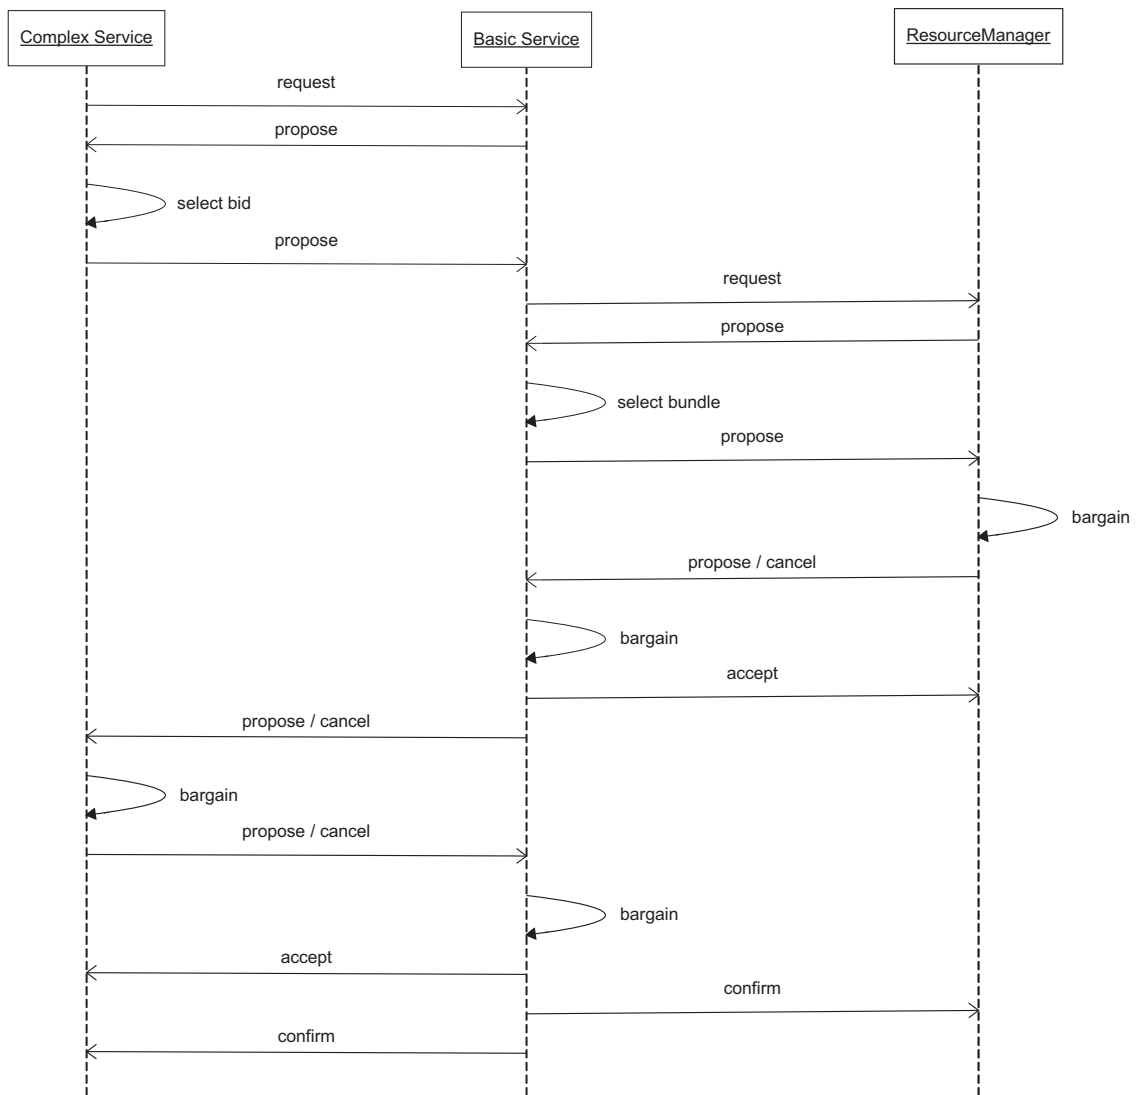 Complex Service
Basic Service
ResourceManager
request
propose
select bid
propose
request
propose
select bundle
propose
bargain
propose / cancel
bargain
accept
propose / cancel
bargain
propose / cancel
bargain
accept
confirm
confirm